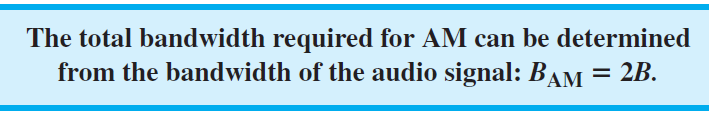 The total bandwidth required for AM can be determined
from the bandwidth of the audio signal: B_AM = 2B.